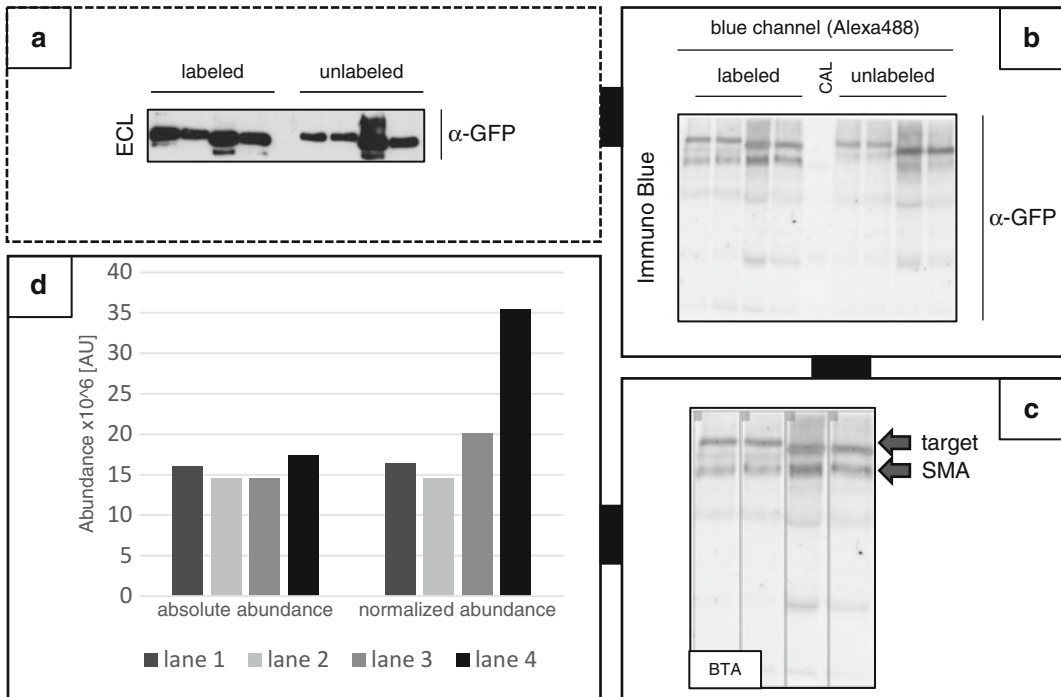 a
labeled
unlabeled
ECL
α-GFP
b
blue channel (Alexa488)
labeled
CAL
unlabeled
Immuno Blue
α-GFP
c
target
SMA
BTA
d
Abundance x10^6 [AU]
40
35
30
25
20
15
10
5
0
absolute abundance
normalized abundance
lane 1
lane 2
lane 3
lane 4